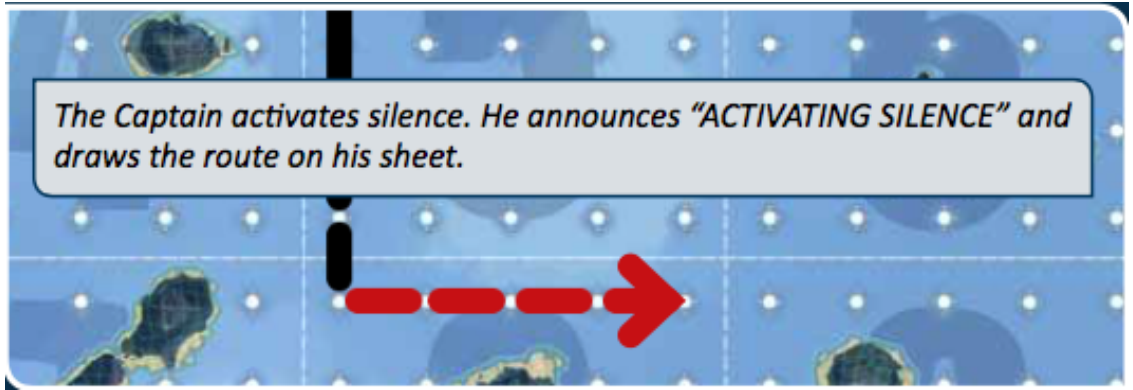 The Captain activates silence. He announces “ACTIVATING SILENCE” and
draws the route on his sheet.